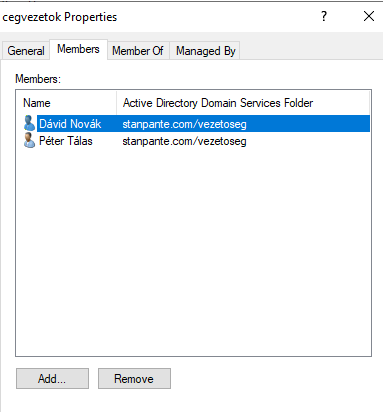 cegvezetok Properties
? ×
General Members Member Of Managed By
Members:
Name Active Directory Domain Services Folder
Dávid Novák stanpante.com/vezetoseg
Péter Tálas stanpante.com/vezetoseg
Add... Remove